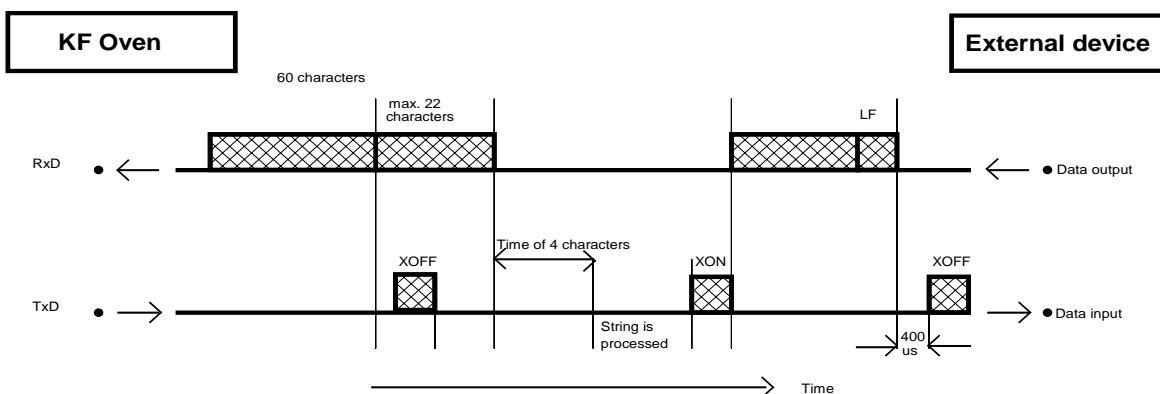 KF Oven
External device
60 characters
max. 22
characters
LF
RxD
Data output
Time of 4 characters
XOFF
XON
XOFF
TxD
Data input
String is
processed
400
us
Time